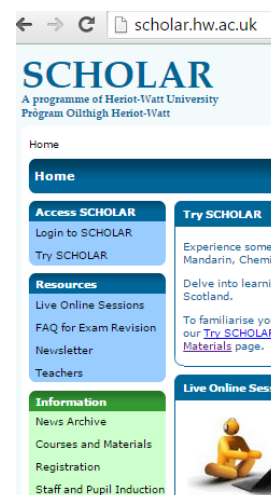 scholar.hw.ac.uk
SCHOLAR
A programme of Heriot-Watt University
Prògram Oilthigh Heriot-Watt
Home
Home
Access SCHOLAR
Login to SCHOLAR
Try SCHOLAR
Resources
Live Online Sessions
FAQ for Exam Revision
Newsletter
Teachers
Information
News Archive
Courses and Materials
Registration
Staff and Pupil Induction
Try SCHOLAR
Experience some
Mandarin, Chemi
Delve into learni
Scotland.
To familiarise yo
our Try SCHOLAR
Materials page.
Live Online Ses